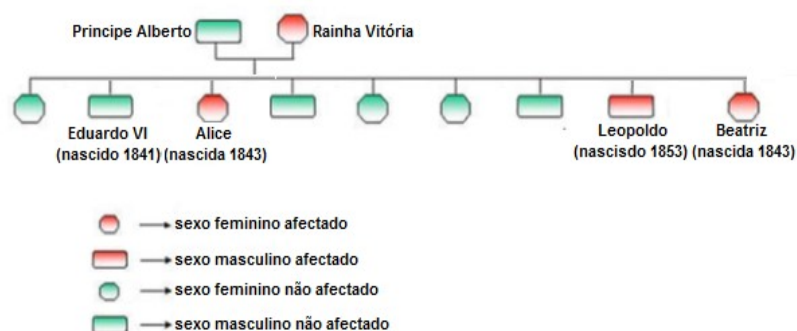 Principe Alberto
Rainha Vitória
Eduardo VI
(nascido 1841)
Alice
(nascida 1843)
Leopoldo
(nascisdo 1853)
Beatriz
(nascida 1843)
sexo feminino afectado
sexo masculino afectado
sexo feminino não afectado
sexo masculino não afectado